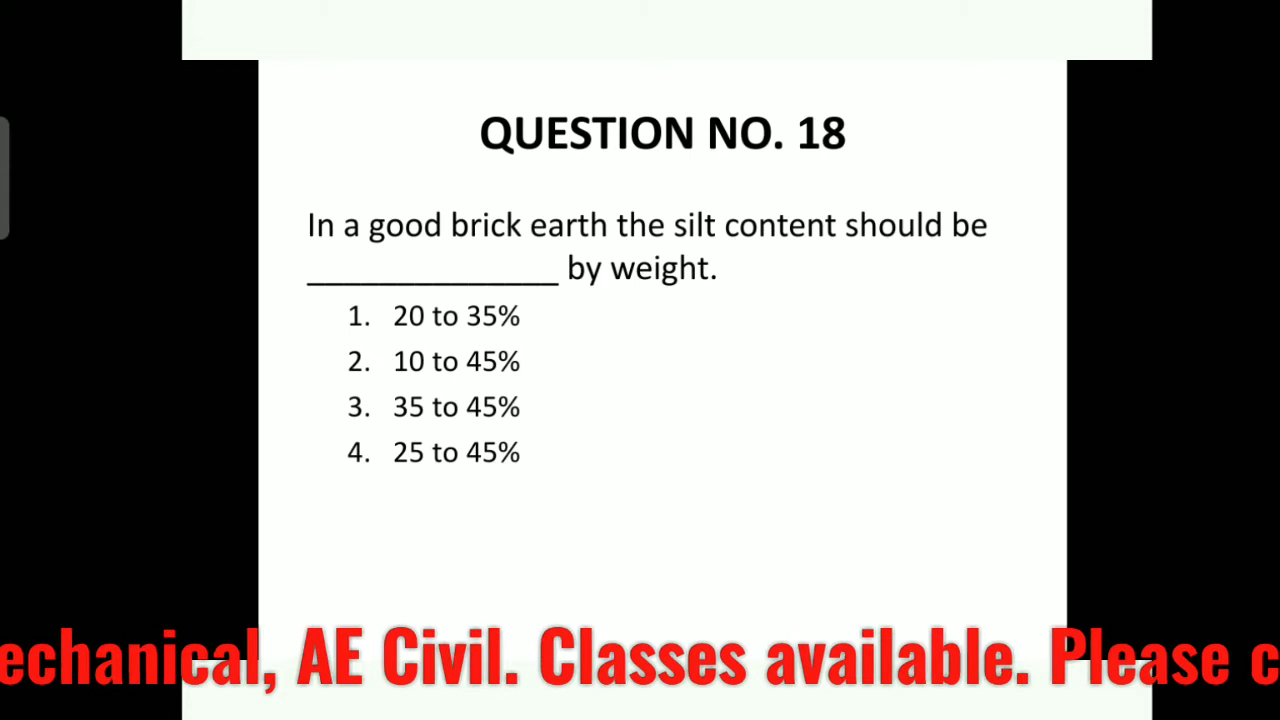 QUESTION NO. 18
In a good brick earth the silt content should be
______________ by weight.
1. 20 to 35%
2. 10 to 45%
3. 35 to 45%
4. 25 to 45%
echanical, AE Civil. Classes available. Please c